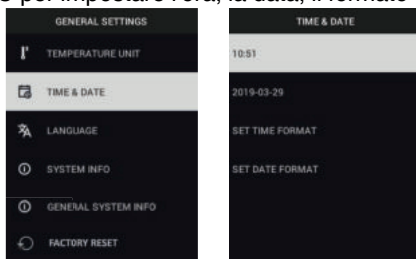 per impostare l'ora, la data, il formato
GENERAL SETTINGS
TEMPERATURE UNIT
TIME & DATE
LANGUAGE
SYSTEM INFO
GENERAL SYSTEM INFO
FACTORY RESET
TIME & DATE
10:51
2019-03-29
SET TIME FORMAT
SET DATE FORMAT